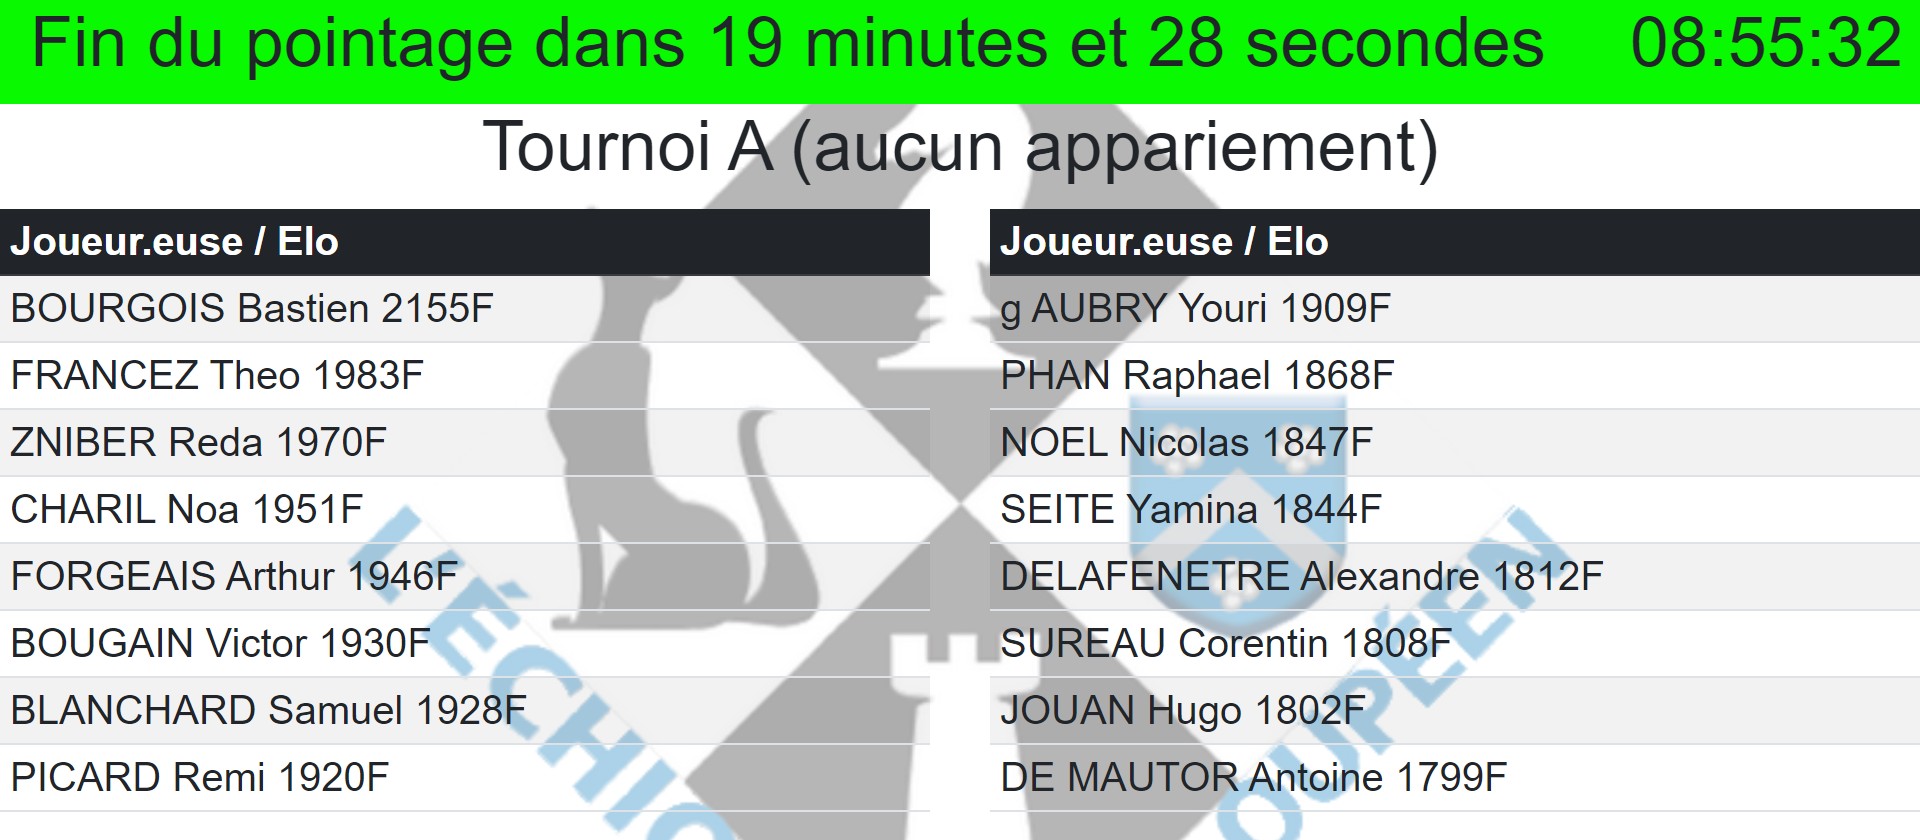 Fin du pointage dans 19 minutes et 28 secondes 08:55:32
Tournoi A (aucun appariement)
Joueur.euse / Elo
BOURGOIS Bastien 2155F
FRANCEZ Theo 1983F
ZNIBER Reda 1970F
CHARIL Noa 1951F
FORGEAIS Arthur 1946F
BOUGAIN Victor 1930F
BLANCHARD Samuel 1928F
PICARD Remi 1920F
Joueur.euse / Elo
g AUBRY Youri 1909F
PHAN Raphael 1868F
NOEL Nicolas 1847F
SEITE Yamina 1844F
DELAFENETRE Alexandre 1812F
SUREAU Corentin 1808F
JOUAN Hugo 1802F
DE MAUTOR Antoine 1799F
L'ÉCHIQ
OUPÉEN